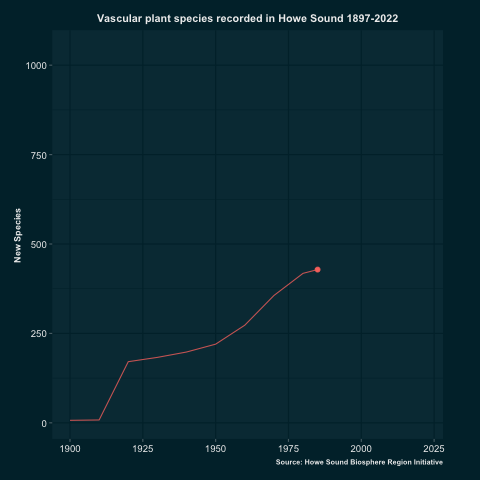 Vascular plant species recorded in Howe Sound 1897-2022
1000
750
500
250
0
New Species
1900 1925 1950 1975 2000 2025
Source: Howe Sound Biosphere Region Initiative